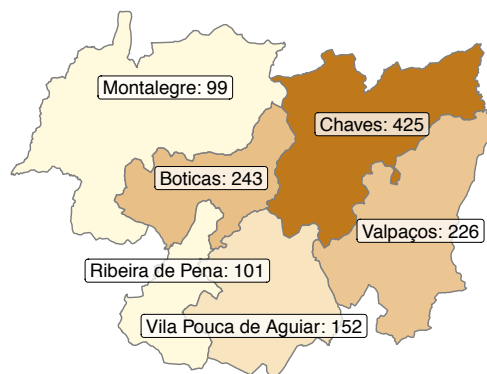 Montalegre: 99
Chaves: 425
Boticas: 243
Valpaços: 226
Ribeira de Pena: 101
Vila Pouca de Aguiar: 152